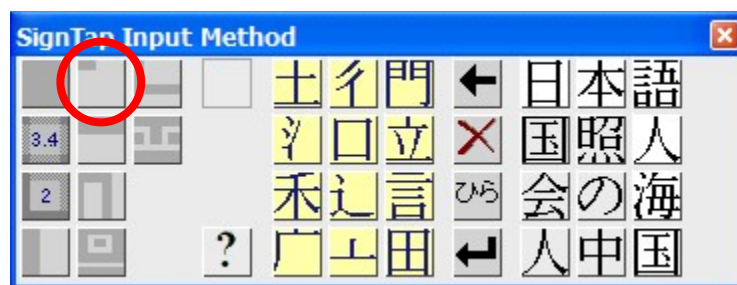 SignTap Input Method
土 彳 門 日 本 語
3.4 氵 口 立 国 照 人
2 禾 辶 言 ひら 会 の 海
? 广 亠 田 人 中 国